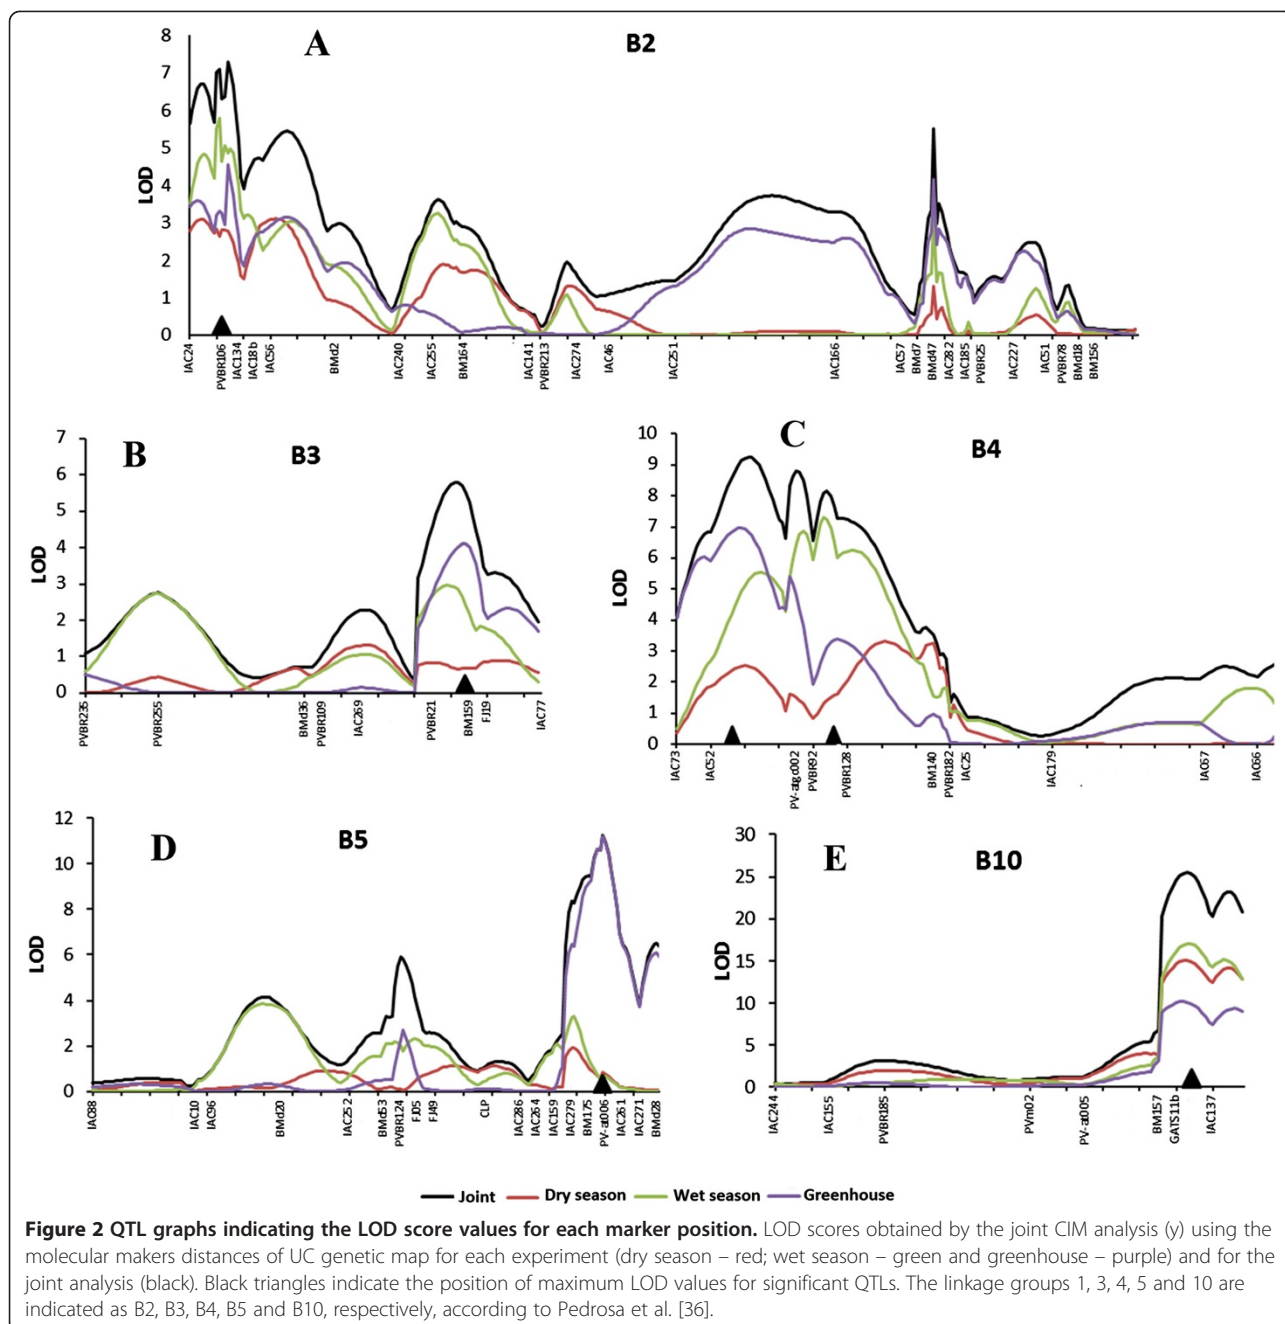 A B2
8
7
6
5
4
3
2
1
0
LOD
IAC24 PVBR106 IAC134 IAC18b IAC56 BMd2 IAC240 IAC255 BM164 IAC141 PVBR213 IAC274 IAC46 IAC251 IAC166 IAC57 BMd7 BMd47 IAC282 IAC185 PVBR25 IAC227 IAC51 PVBR78 BMd18 BM156
B B3
7
6
5
4
3
2
1
0
LOD
PVBR235 PVBR255 BMd36 PVBR109 IAC269 PVBR21 BM159 FJ19 IAC77
C B4
10
9
8
7
6
5
4
3
2
1
0
LOD
IAC73 IAC52 PV-atgc002 PVBR92 PVBR128 BM140 PVBR182 IAC25 IAC179 IAC67 IAC66
D B5
12
10
8
6
4
2
0
LOD
IAC88 IAC10 IAC96 BMd20 IAC252 BMd53 PVBR124 FJ05 FJ49 CLP IAC286 IAC264 IAC159 IAC279 BM175 PV-at006 IAC261 IAC271 BMd28
E B10
30
25
20
15
10
5
0
LOD
IAC244 IAC155 PVBR185 PVm02 PV-at005 BM157 GATS11b IAC137
Joint Dry season Wet season Greenhouse
Figure 2 QTL graphs indicating the LOD score values for each marker position. LOD scores obtained by the joint CIM analysis (y) using the
molecular makers distances of UC genetic map for each experiment (dry season – red; wet season – green and greenhouse – purple) and for the
joint analysis (black). Black triangles indicate the position of maximum LOD values for significant QTLs. The linkage groups 1, 3, 4, 5 and 10 are
indicated as B2, B3, B4, B5 and B10, respectively, according to Pedrosa et al. [36].